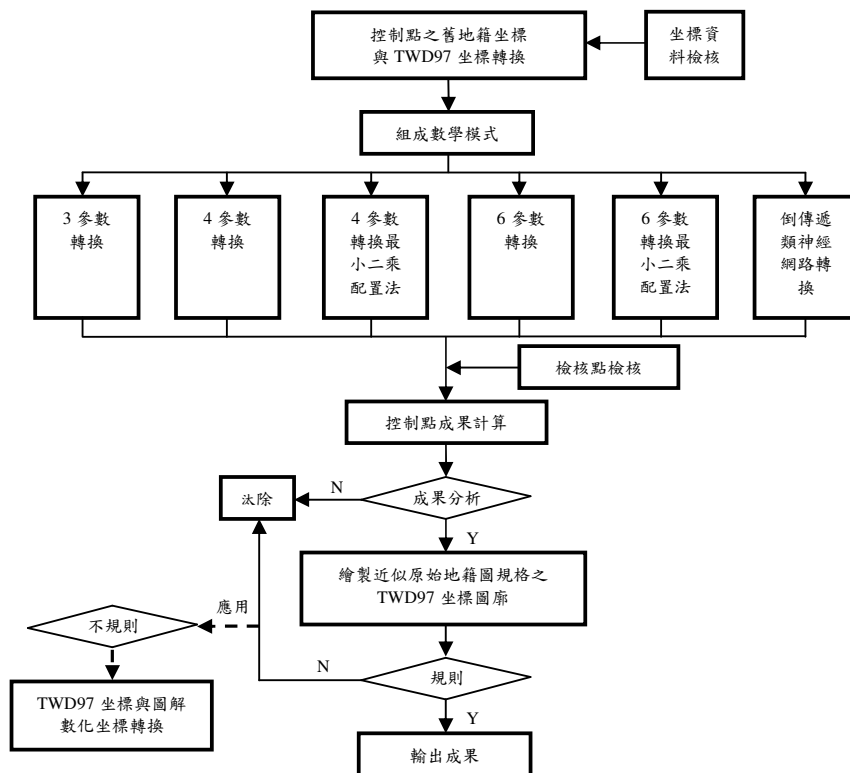 控制點之舊地籍坐標
與 TWD97 坐標轉換
坐標資
料檢核
組成數學模式
3 參數
轉換
4 參數
轉換
4 參數
轉換最
小二乘
配置法
6 參數
轉換
6 參數
轉換最
小二乘
配置法
倒傳遞
類神經
網路轉
換
檢核點檢核
控制點成果計算
汰除
N
成果分析
Y
繪製近似原始地籍圖規格之
TWD97 坐標圖廓
不規則
應用
N
規則
TWD97 坐標與圖解
數化坐標轉換
Y
輸出成果